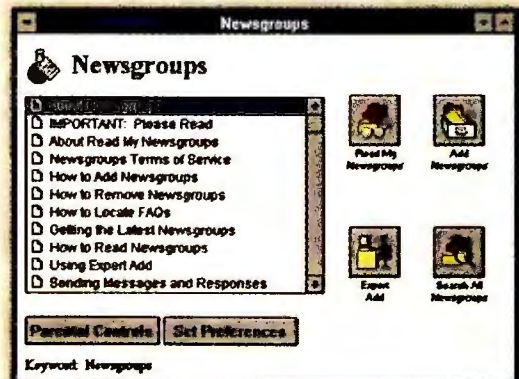 Newsgroups
Newsgroups
IMPORTANT: Please Read
About Read My Newsgroups
Newsgroups Terms of Service
How to Add Newsgroups
How to Remove Newsgroups
How to Locate FAQs
Getting the Latest Newsgroups
How to Read Newsgroups
Using Expert Add
Sending Messages and Responses
Read My
Newsgroups
Add
Newsgroups
Expert
Add
Search All
Newsgroups
Parental Controls
Set Preferences
Keyword: Newsgroups